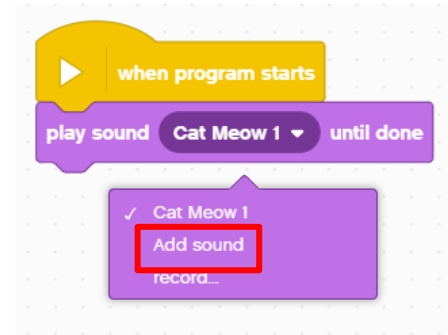 when program starts
play sound Cat Meow 1 until done
Cat Meow 1
Add sound
record...